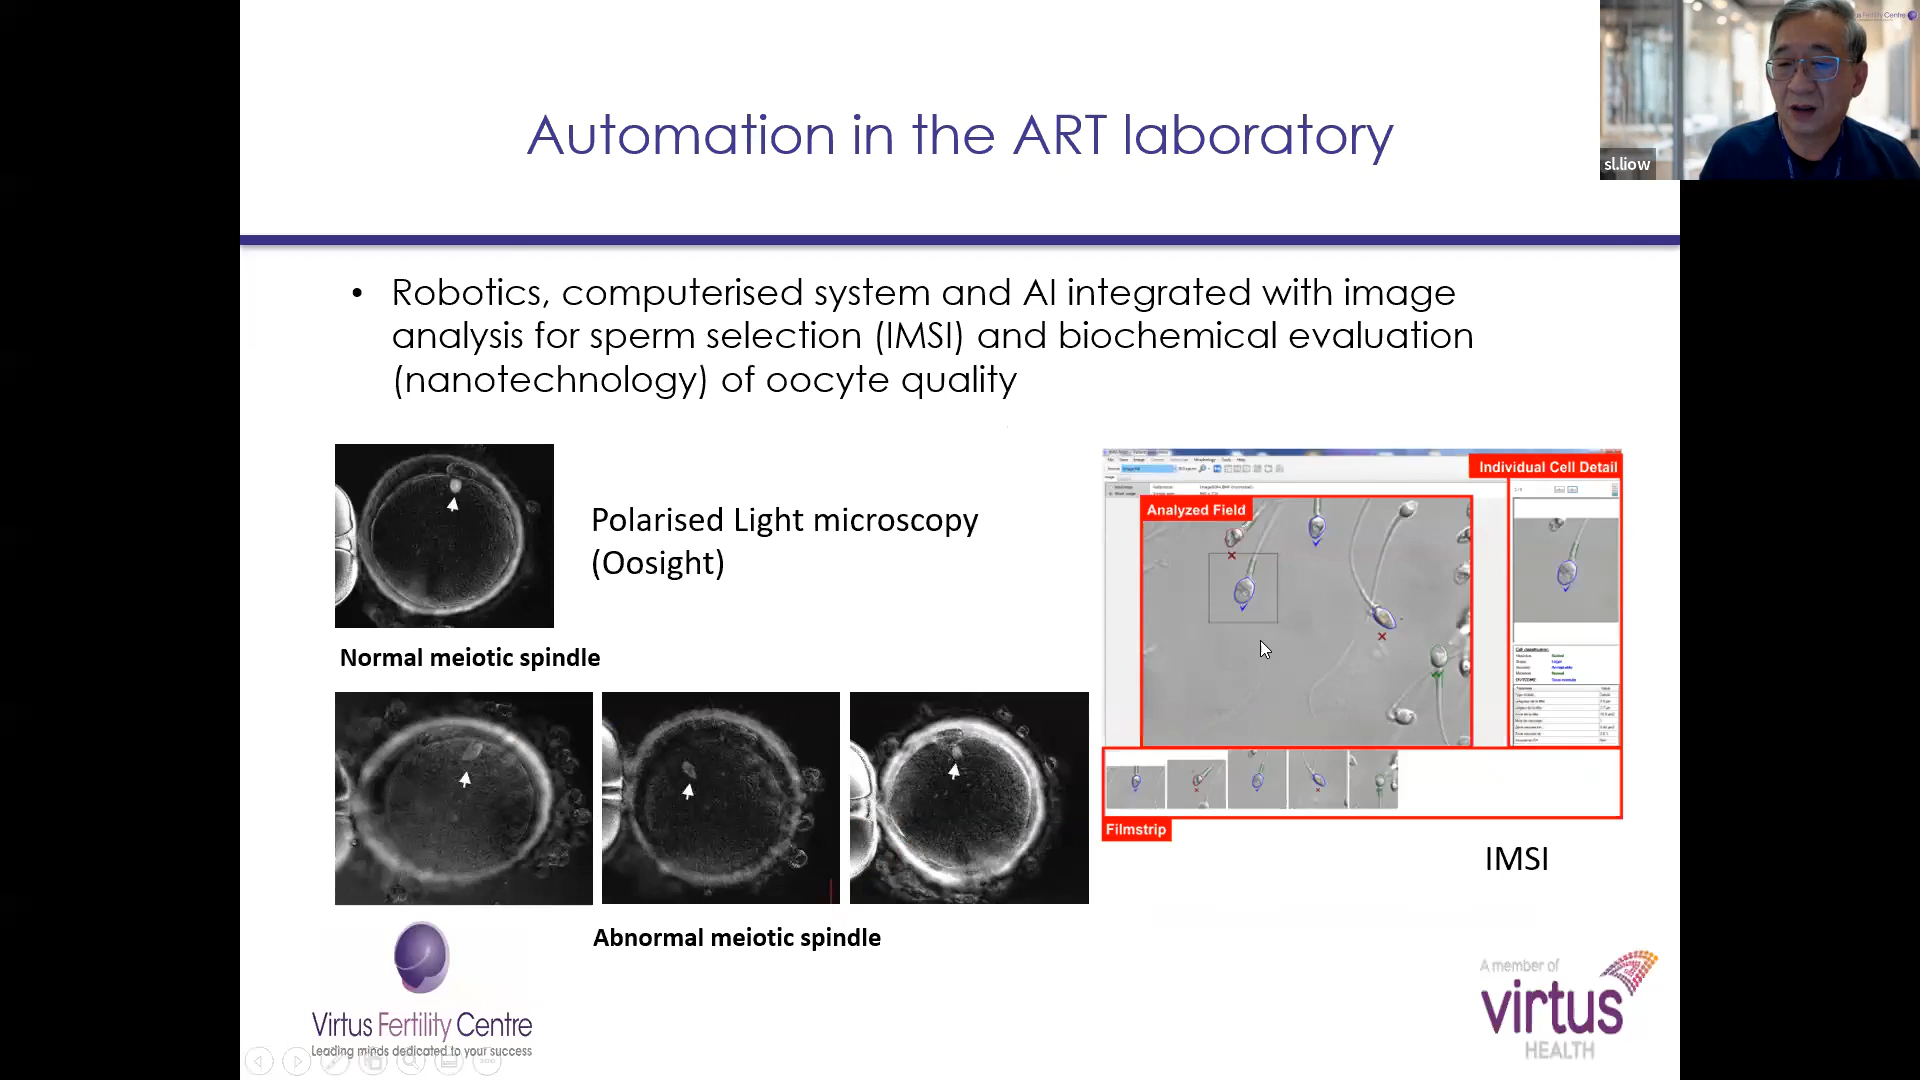 Automation in the ART laboratory
sl.liow
• Robotics, computerised system and AI integrated with image
analysis for sperm selection (IMSI) and biochemical evaluation
(nanotechnology) of oocyte quality
Polarised Light microscopy
(Oosight)
Normal meiotic spindle
Abnormal meiotic spindle
Individual Cell Detail
Analyzed Field
Filmstrip
IMSI
Virtus Fertility Centre
Leading minds dedicated to your success
A member of
virtus
HEALTH